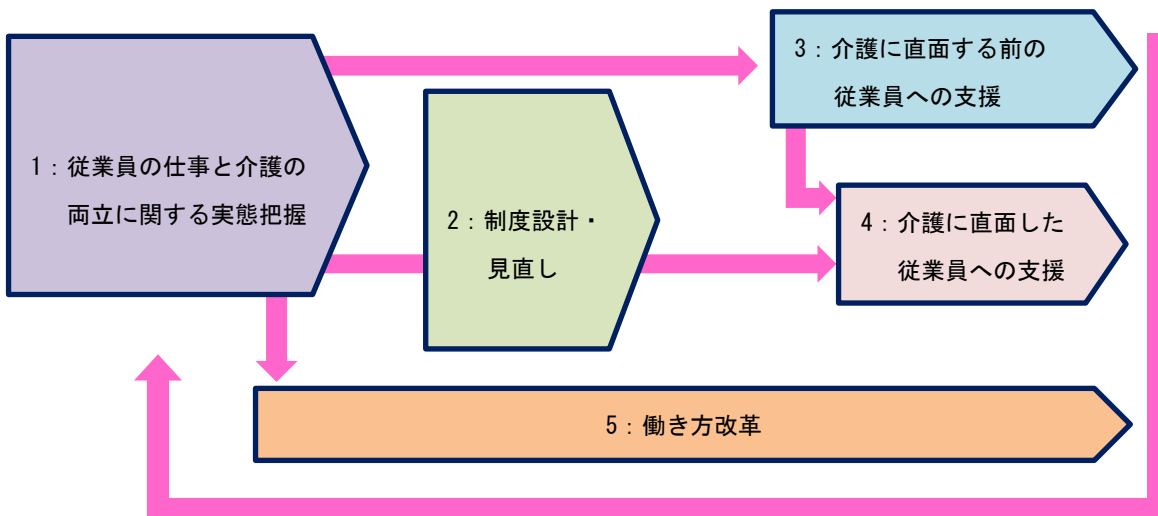 1：従業員の仕事と介護の
両立に関する実態把握
2：制度設計・
見直し
3：介護に直面する前の
従業員への支援
4：介護に直面した
従業員への支援
5：働き方改革